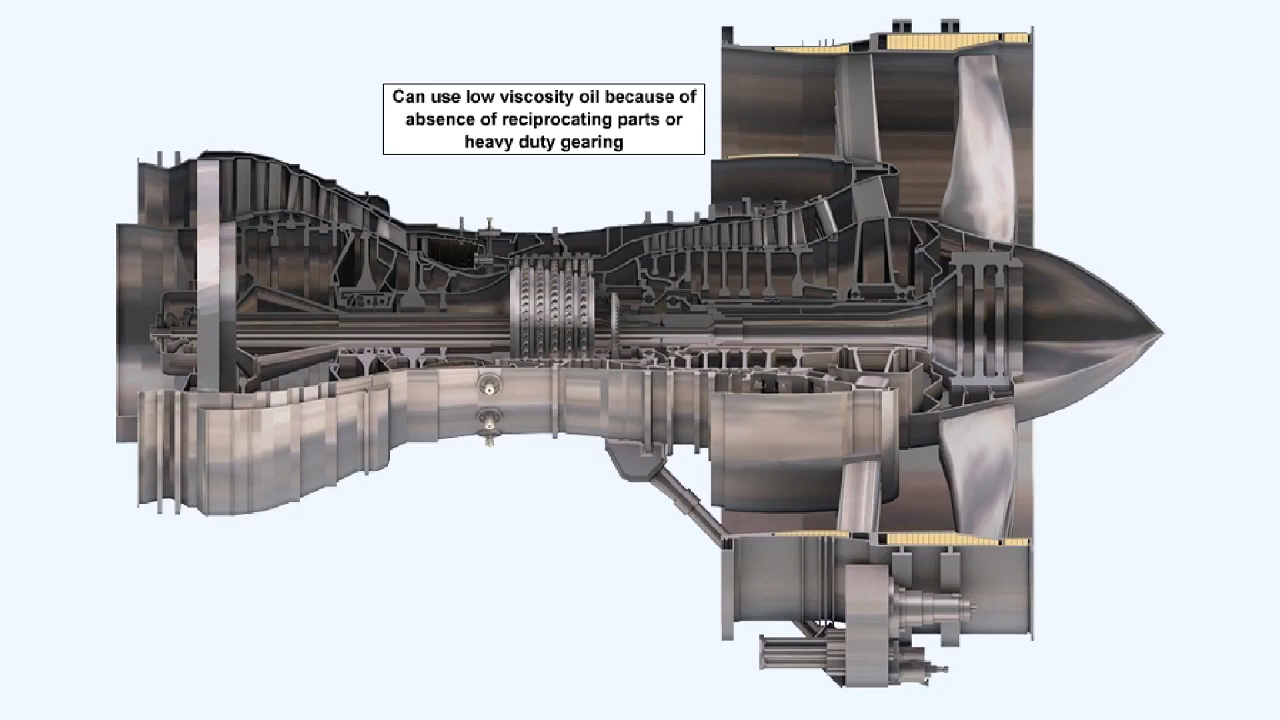 Can use low viscosity oil because of
absence of reciprocating parts or
heavy duty gearing